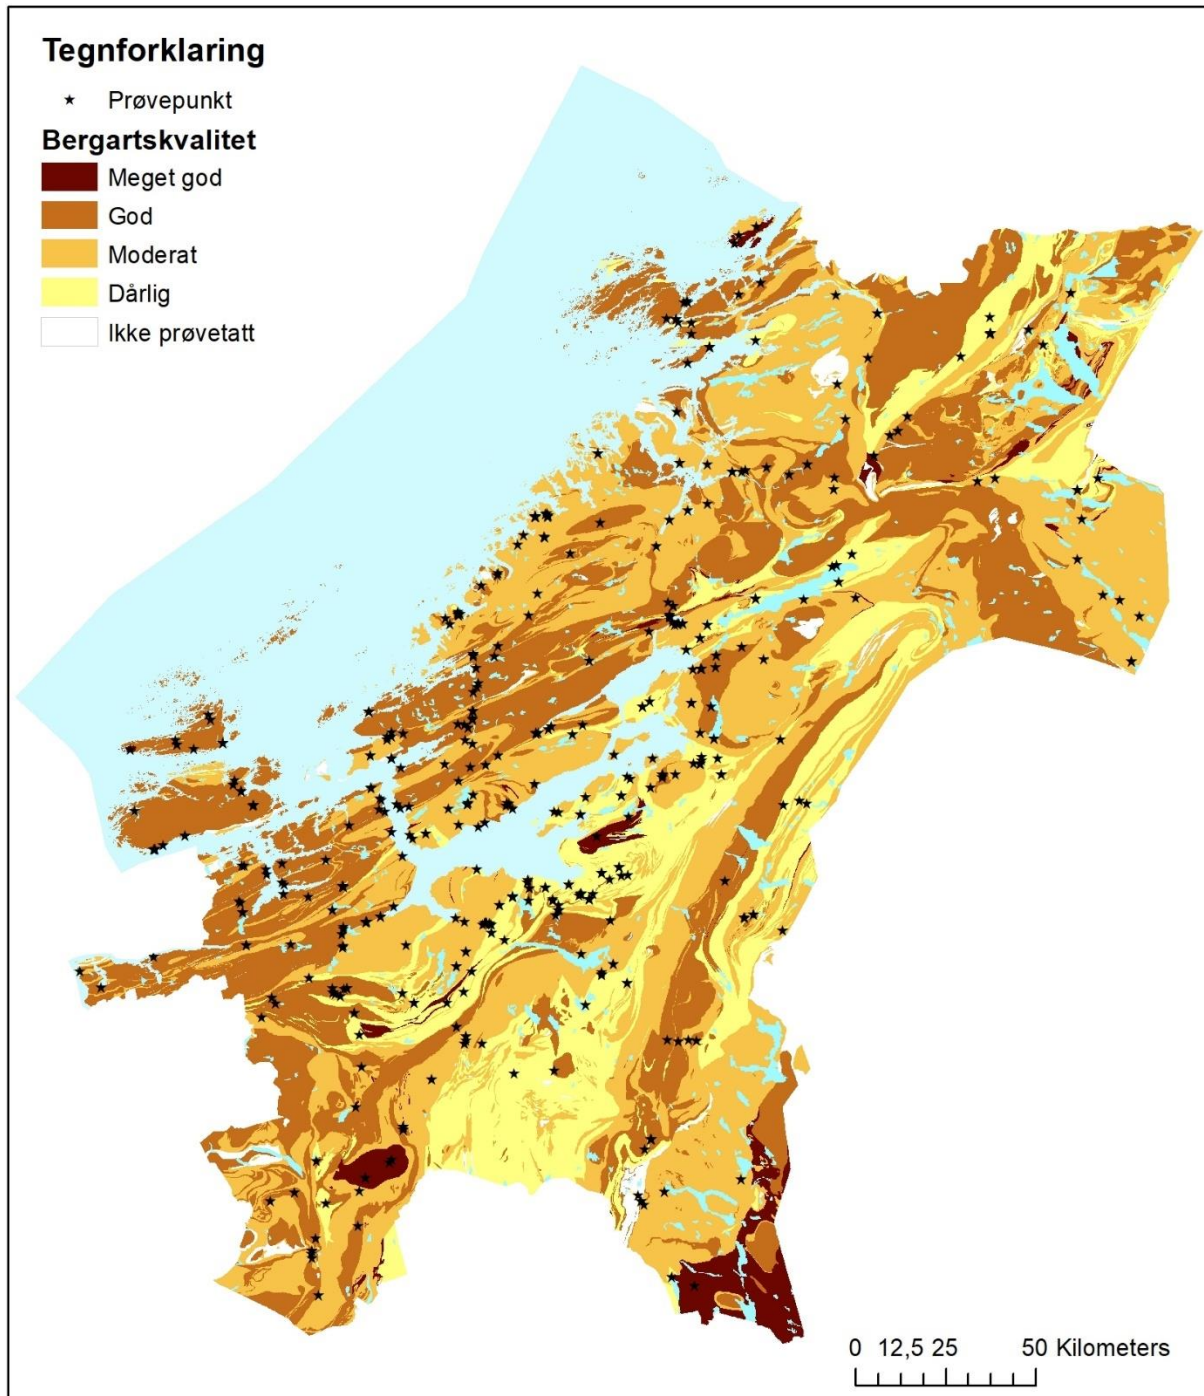 Tegnforklaring
Prøvepunkt
Bergartskvalitet
Meget god
God
Moderat
Dårlig
Ikke prøvetatt
0 12,5 25 50 Kilometers